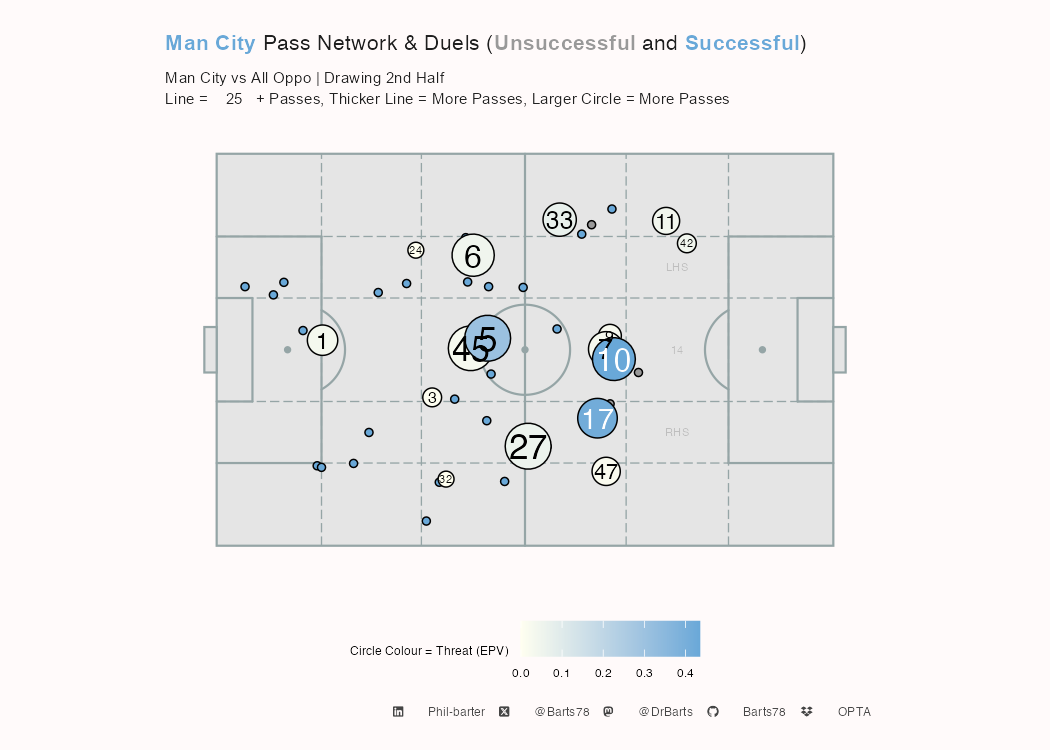 Man City Pass Network & Duels (Unsuccessful and Successful)
Man City vs All Oppo | Drawing 2nd Half
Line = 25 + Passes, Thicker Line = More Passes, Larger Circle = More Passes
33
11
42
24
6
LHS
1
45
5
9
7
10
14
3
17
RHS
27
47
32
Circle Colour = Threat (EPV)
0.0 0.1 0.2 0.3 0.4
Phil-barter @Barts78 @DrBarts Barts78 OPTA